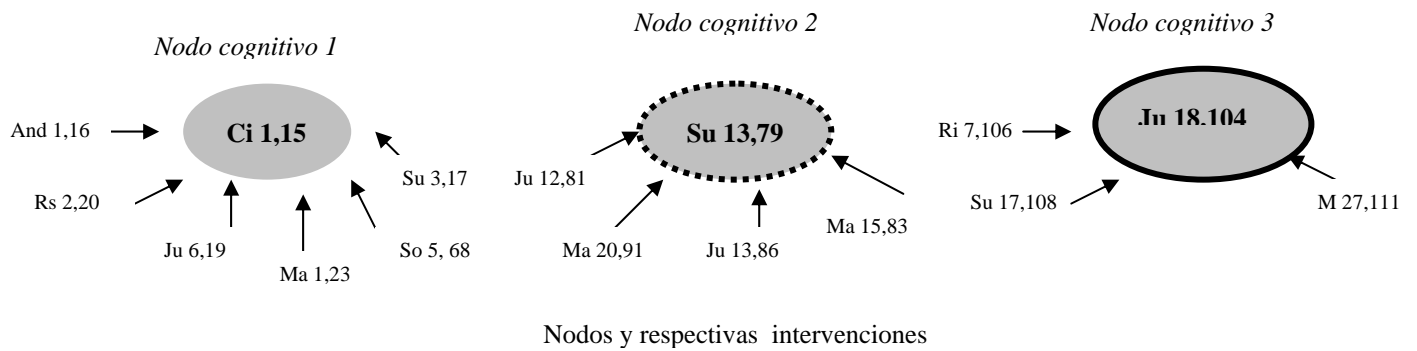 Nodo cognitivo 1
And 1,16
Ci 1,15
Su 3,17
Rs 2,20
Ju 6,19
Ma 1,23
So 5, 68
Nodo cognitivo 2
Su 13,79
Ju 12,81
Ma 15,83
Ma 20,91
Ju 13,86
Nodo cognitivo 3
Ju 18,104
Ri 7,106
Su 17,108
M 27,111
Nodos y respectivas intervenciones